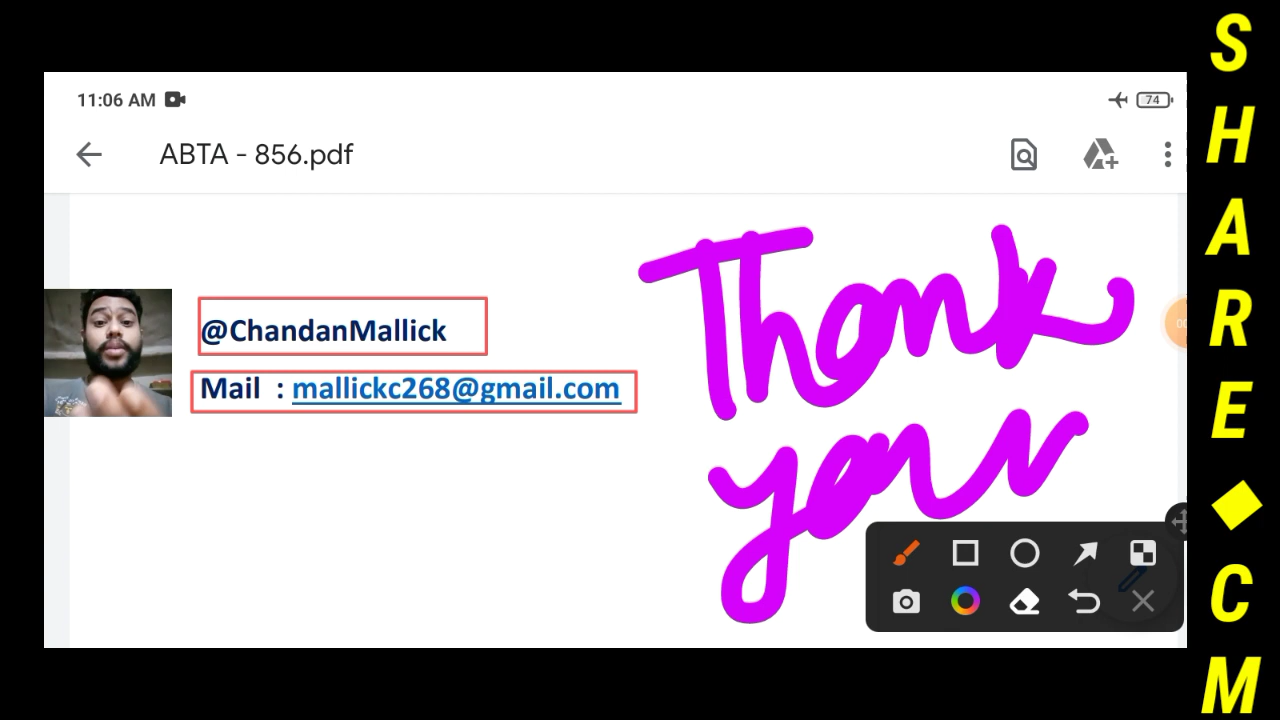 11:06 AM
74
ABTA - 856.pdf
@ChandanMallick
Mail : mallickc268@gmail.com
Thank
you
SHARE◆CM